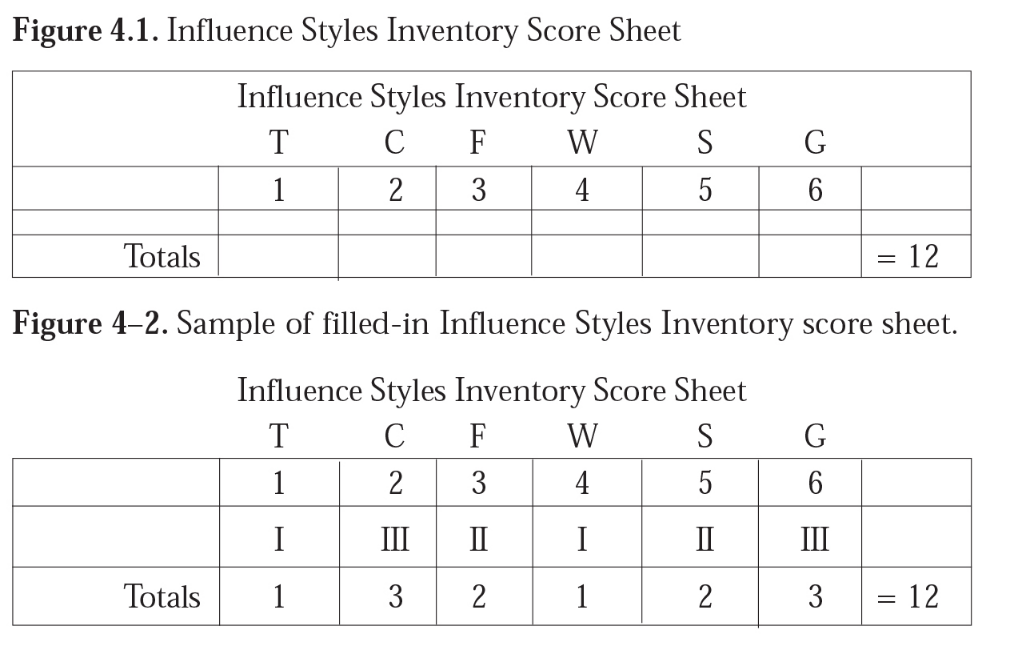 Figure 4.1. Influence Styles Inventory Score Sheet
Influence Styles Inventory Score Sheet
T C F W S G
1 2 3 4 5 6
Totals = 12
Figure 4–2. Sample of filled-in Influence Styles Inventory score sheet.
Influence Styles Inventory Score Sheet
T C F W S G
1 2 3 4 5 6
I III II I II III
Totals 1 3 2 1 2 3 = 12